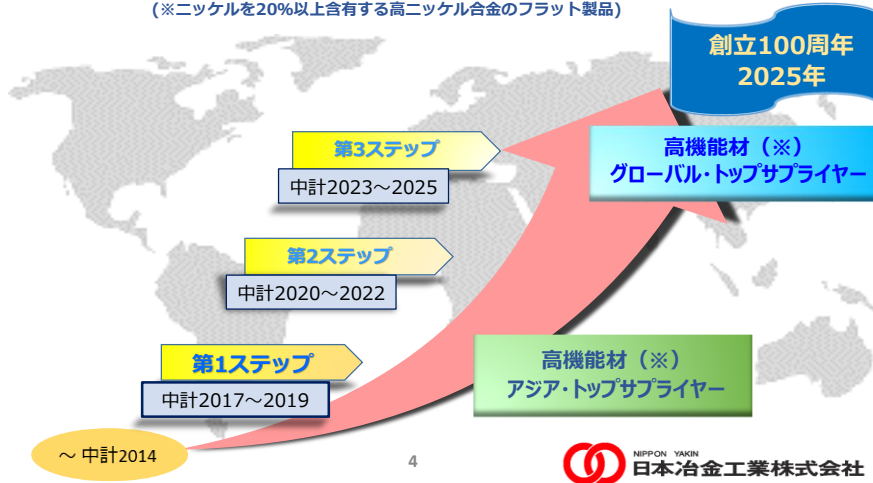 (※ニッケルを20%以上含有する高ニッケル合金のフラット製品)
創立100周年
2025年
高機能材（※）
グローバル・トップサプライヤー
第3ステップ
中計2023～2025
第2ステップ
中計2020～2022
第1ステップ
中計2017～2019
高機能材（※）
アジア・トップサプライヤー
～ 中計2014
4
NIPPON YAKIN
日本冶金工業株式会社